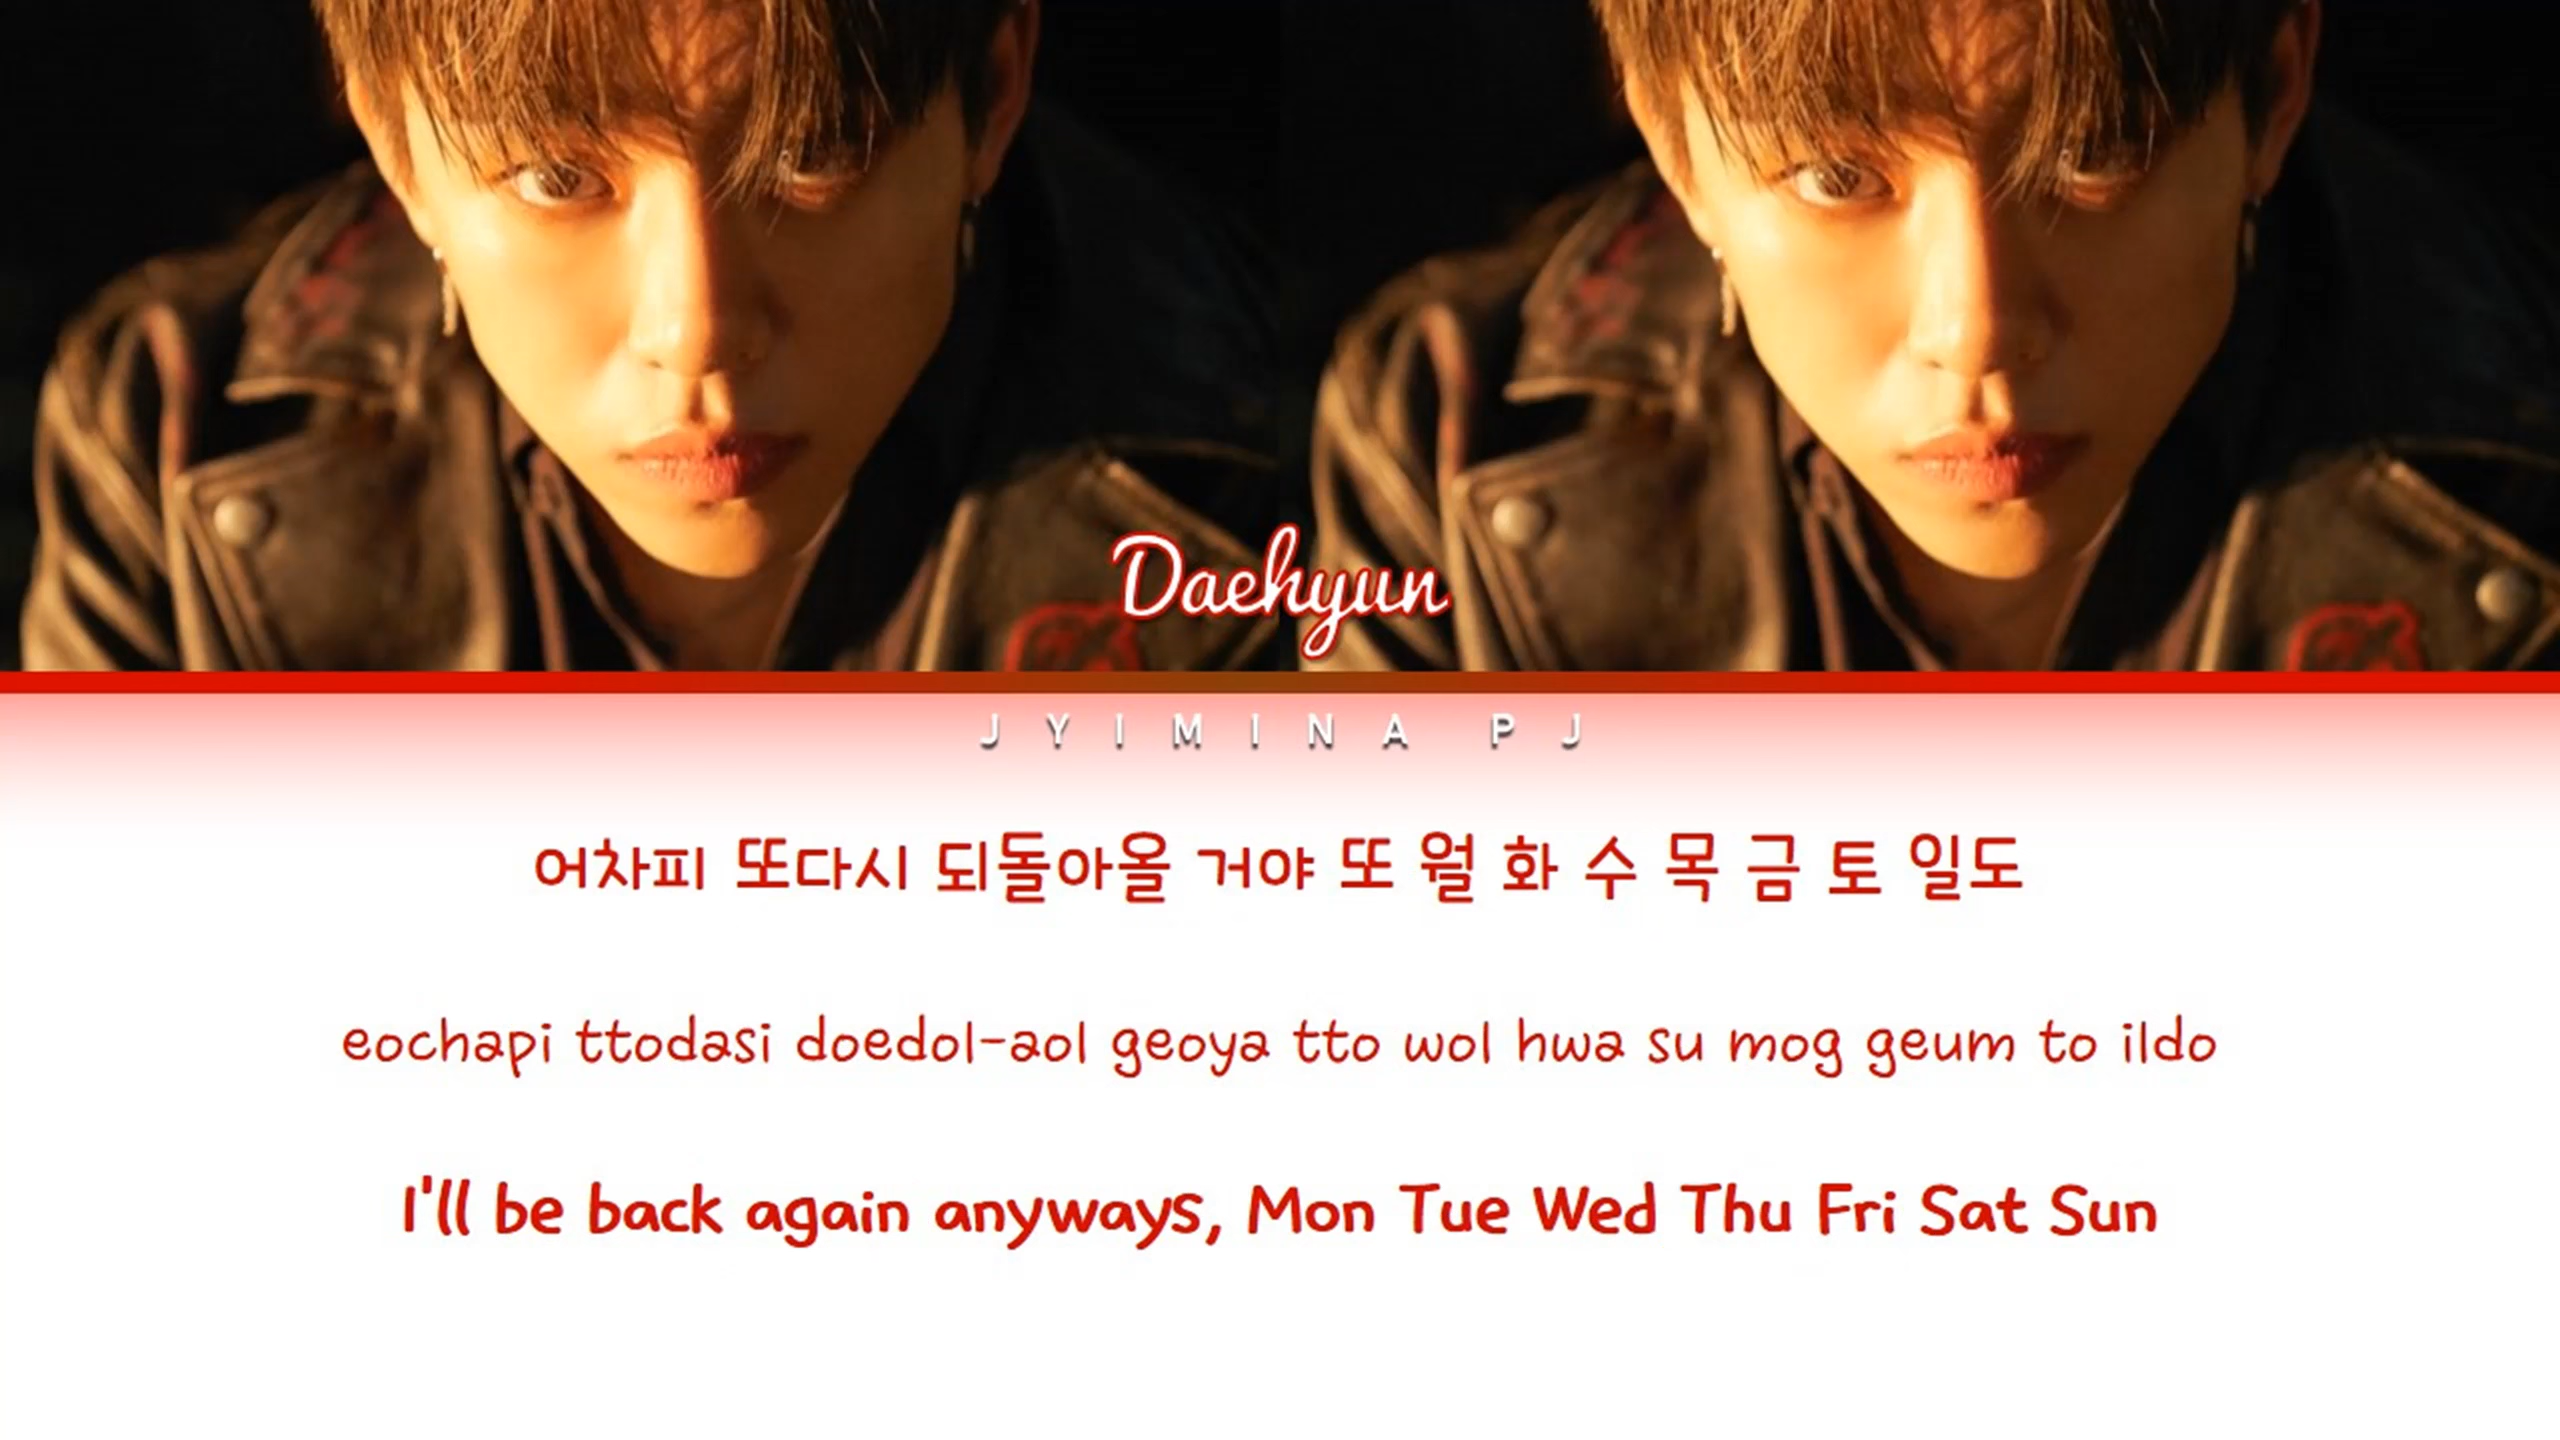 Daehyun
JYIMINA PJ
어차피 또다시 되돌아올 거야 또 월 화 수 목 금 토 일도
eochapi ttodasi doedol-aol geoya tto wol hwa su mog geum to ildo
I'll be back again anyways, Mon Tue Wed Thu Fri Sat Sun